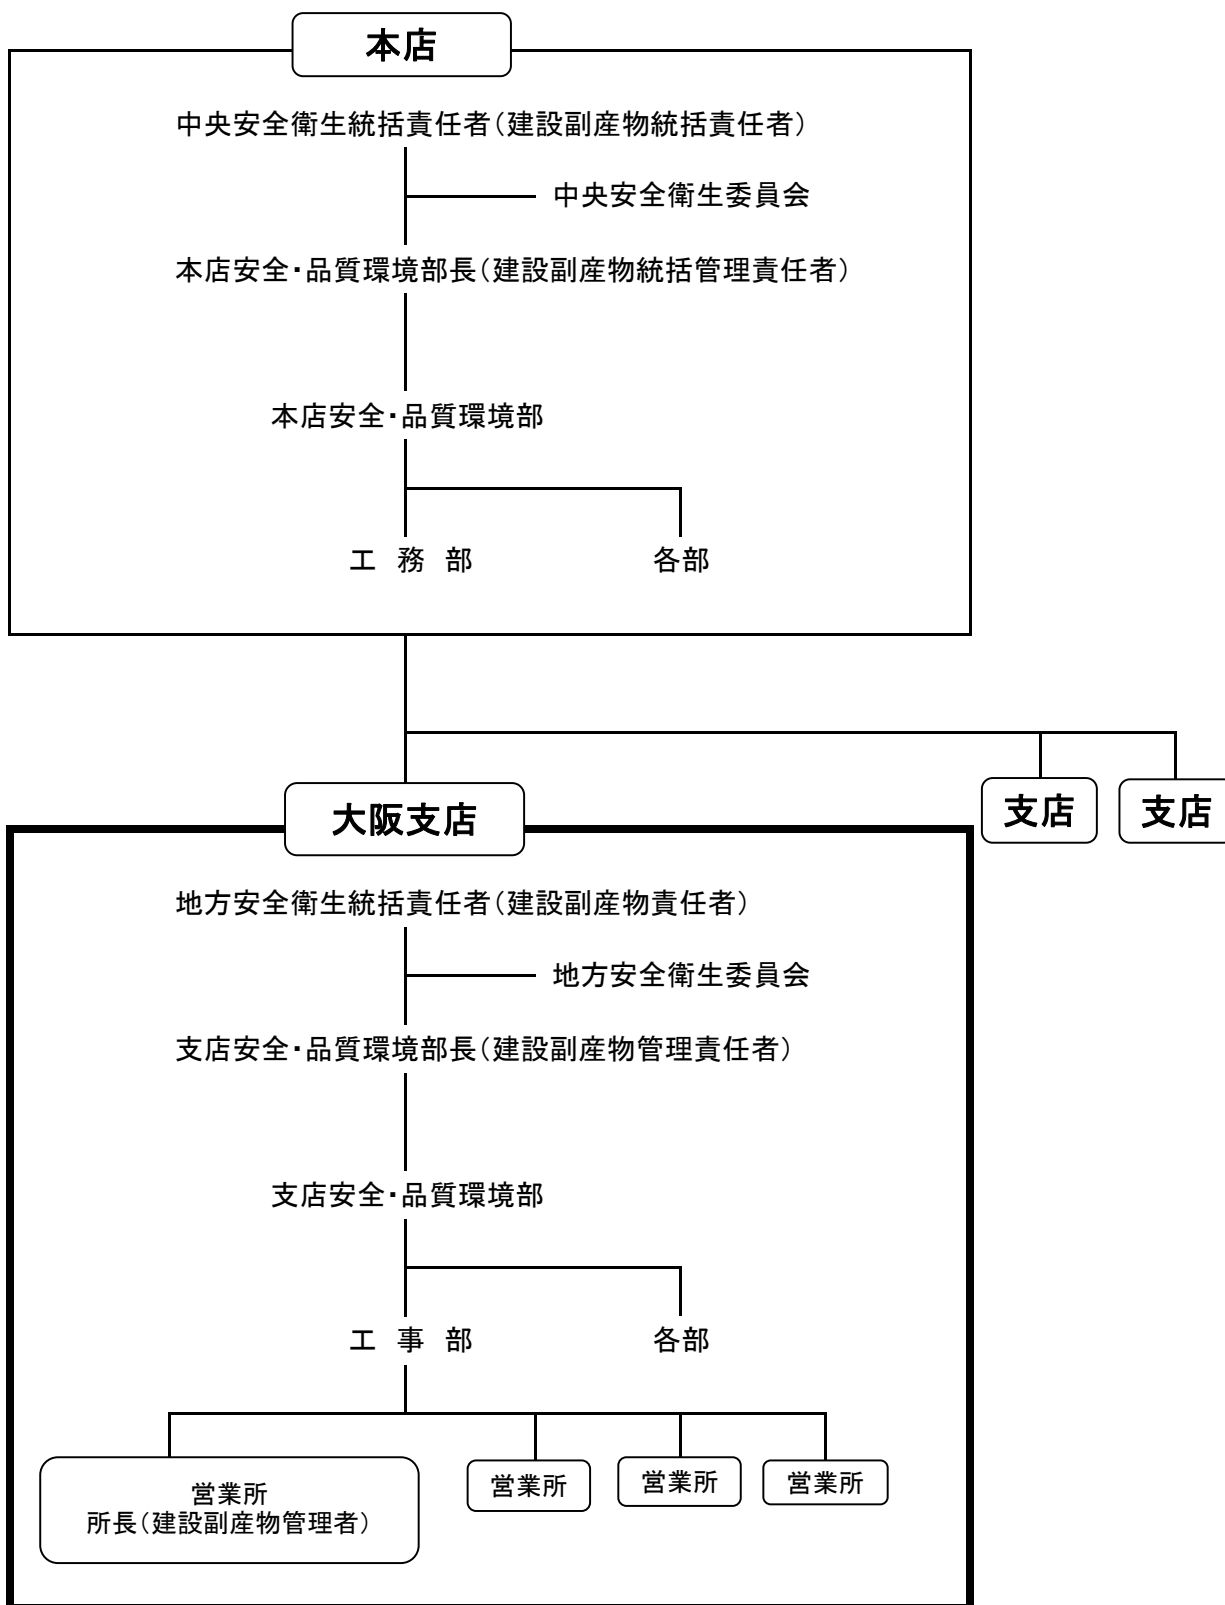 本店
中央安全衛生統括責任者（建設副産物統括責任者）
中央安全衛生委員会
本店安全・品質環境部長（建設副産物統括管理責任者）
本店安全・品質環境部
工 務 部
各部
大阪支店
支店
支店
地方安全衛生統括責任者（建設副産物責任者）
地方安全衛生委員会
支店安全・品質環境部長（建設副産物管理責任者）
支店安全・品質環境部
工 事 部
各部
営業所
所長（建設副産物管理者）
営業所
営業所
営業所